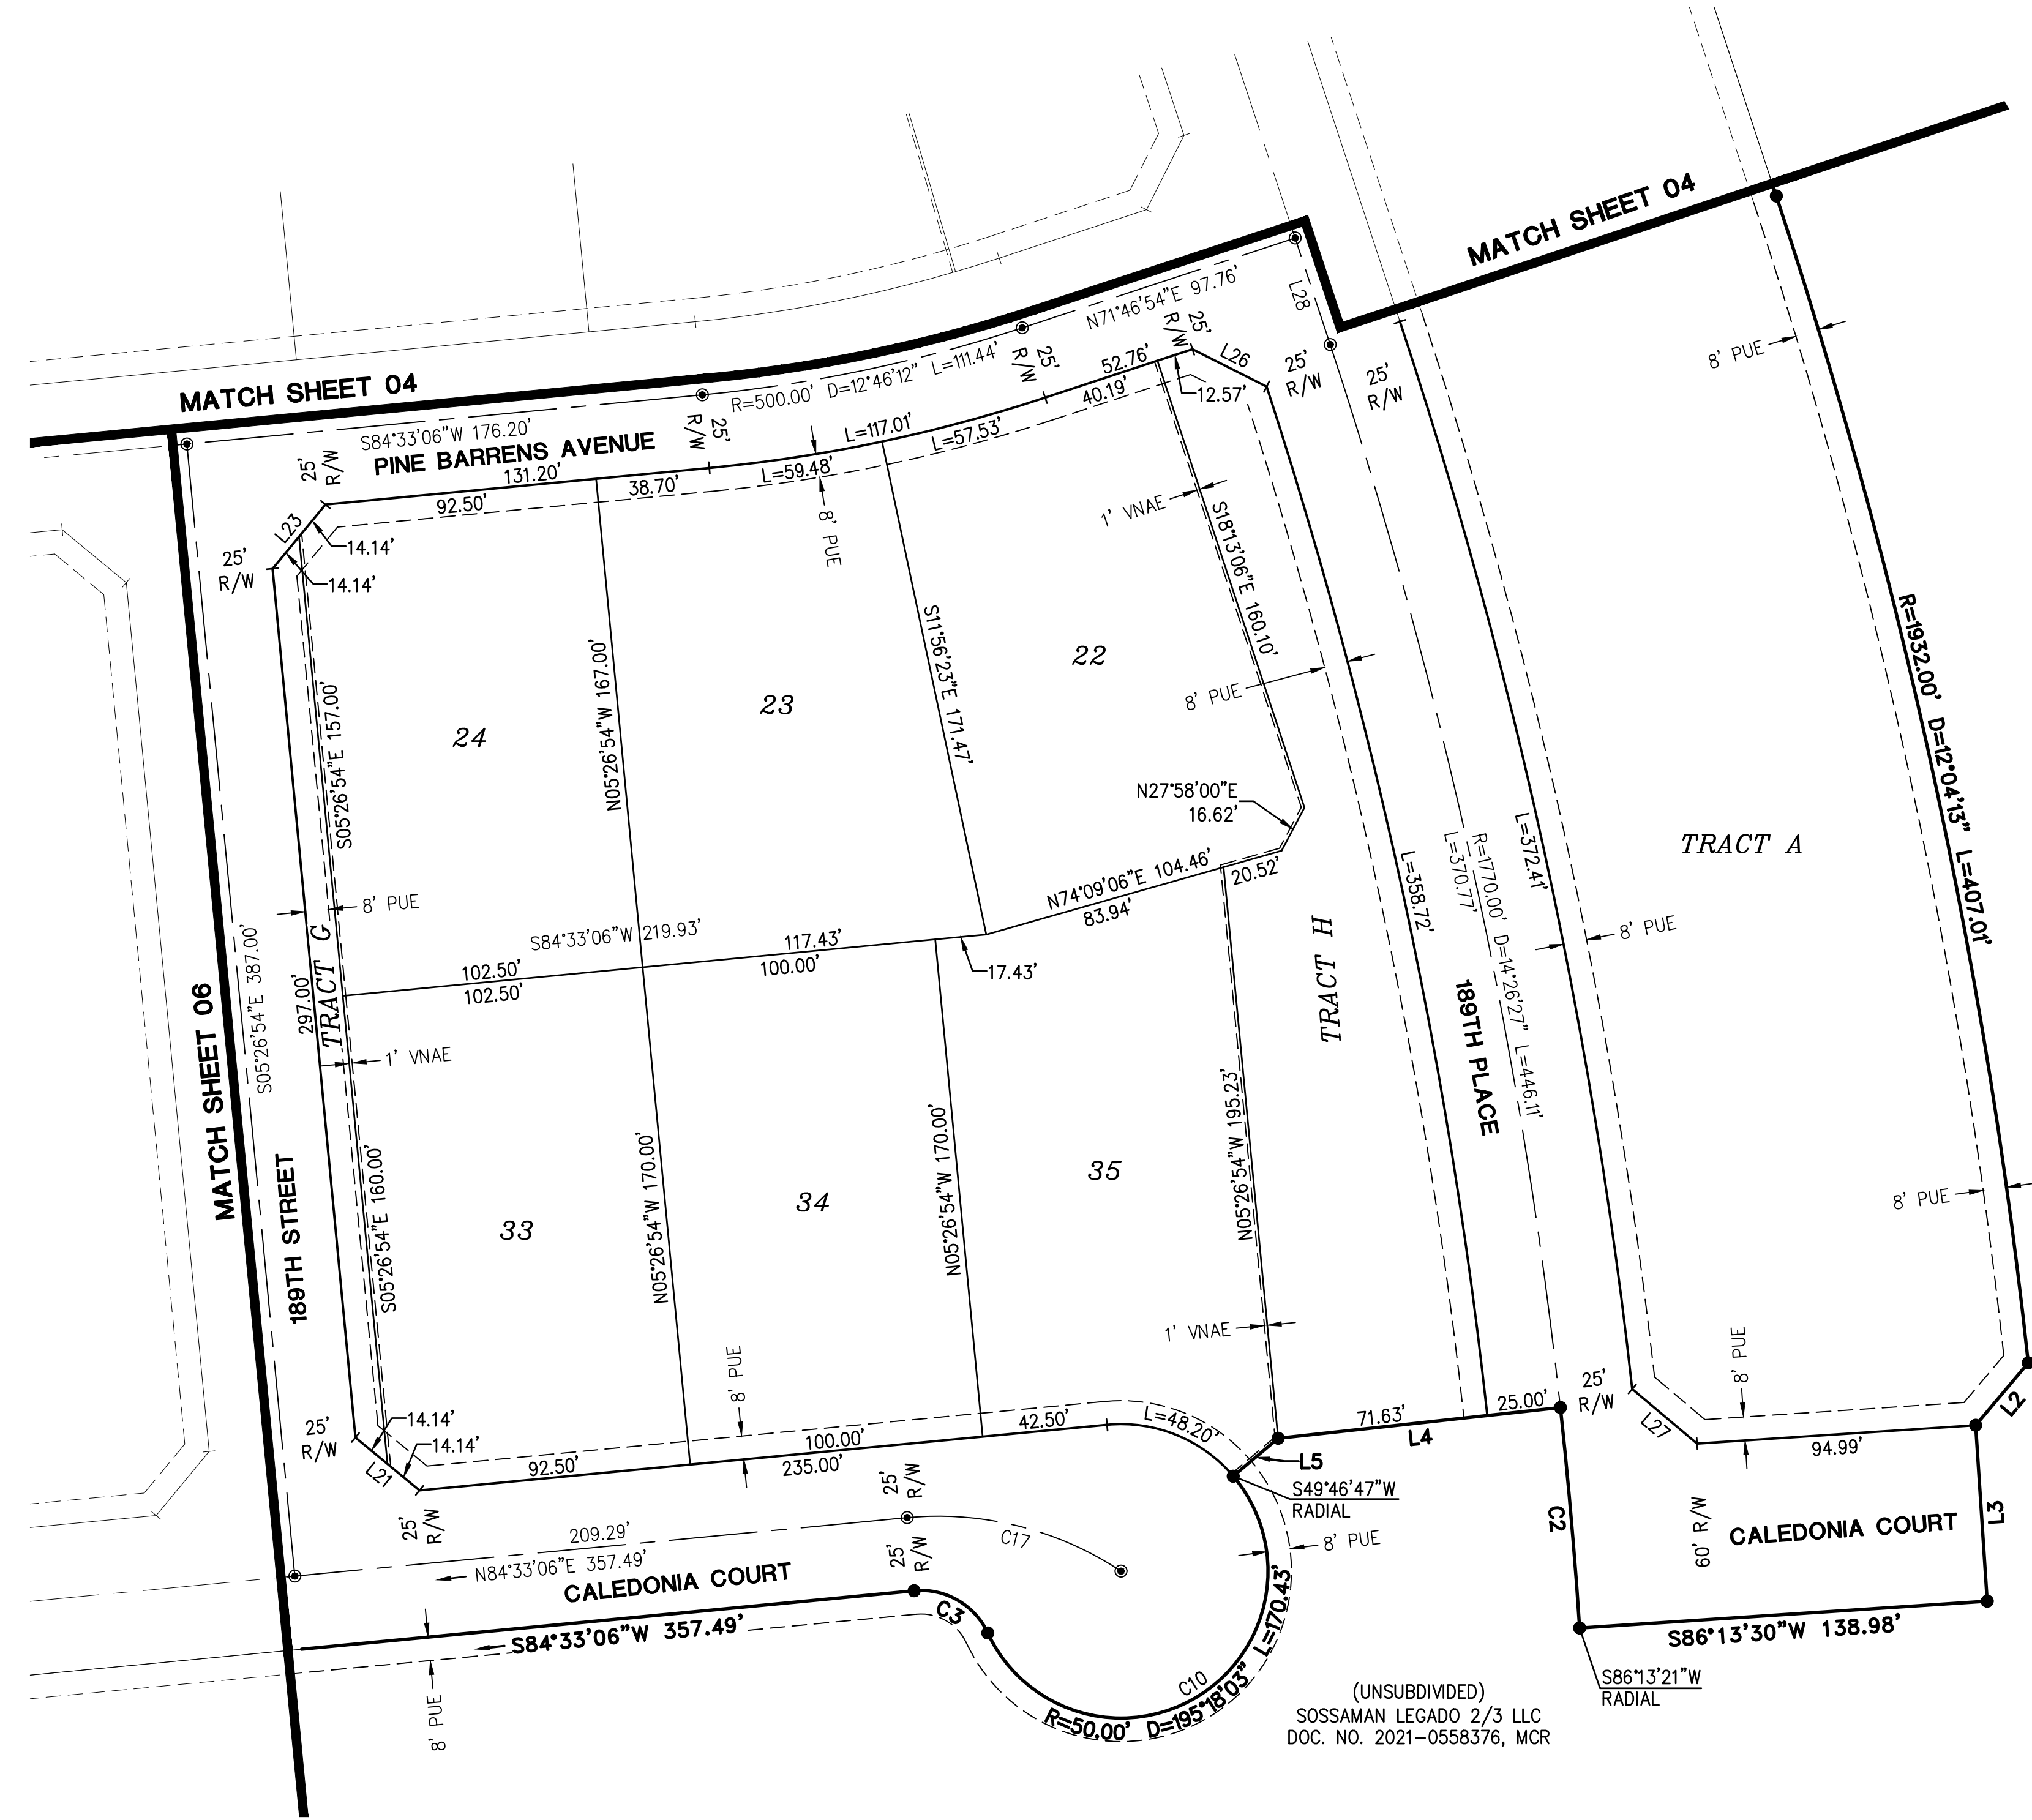 MATCH SHEET 04
MATCH SHEET 04
N71°46'54"E 97.76'
L28
25'
R/W
25'
R/W
L26
25'
R/W
25'
R/W
52.76'
40.19'
12.57'
R=500.00' D=12°46'12" L=111.44'
S84°33'06"W 176.20'
PINE BARRENS AVENUE
25'
R/W
25'
R/W
131.20'
92.50'
38.70'
L=117.01'
L=57.53'
L=59.48'
8' PUE
8' PUE
L23
14.14'
14.14'
25'
R/W
1' VNAE
S18°13'06"E 160.10'
S05°26'54"E 157.00'
N05°26'54"W 167.00'
S11°56'23"E 171.47'
24
23
22
8' PUE
N27°58'00"E
16.62'
R=1932.00' D=12°04'13" L=407.01'
TRACT A
8' PUE
TRACT G
297.00'
S84°33'06"W 219.93'
102.50'
102.50'
117.43'
100.00'
17.43'
N74°09'06"E 104.46'
83.94'
20.52'
TRACT H
L=358.72'
L=370.77'
R=1770.00' D=14°26'27" L=446.11'
L=372.41'
8' PUE
189TH PLACE
MATCH SHEET 06
S05°26'54"E 387.00'
189TH STREET
1' VNAE
S05°26'54"E 160.00'
N05°26'54"W 170.00'
N05°26'54"W 170.00'
N05°26'54"W 195.23'
33
34
35
1' VNAE
8' PUE
8' PUE
8' PUE
25'
R/W
14.14'
14.14'
L21
92.50'
100.00'
235.00'
42.50'
L=48.20'
71.63'
L4
25.00'
25'
R/W
L27
94.99'
L2
L5
S49°46'47"W
RADIAL
25'
R/W
25'
R/W
25'
R/W
209.29'
N84°33'06"E 357.49'
CALEDONIA COURT
S84°33'06"W 357.49'
8' PUE
C3
C17
8' PUE
C10
R=50.00' D=195°18'03" L=170.43'
C2
60' R/W
CALEDONIA COURT
L3
S86°13'30"W 138.98'
S86°13'21"W
RADIAL
(UNSUBDIVIDED)
SOSSAMAN LEGADO 2/3 LLC
DOC. NO. 2021-0558376, MCR